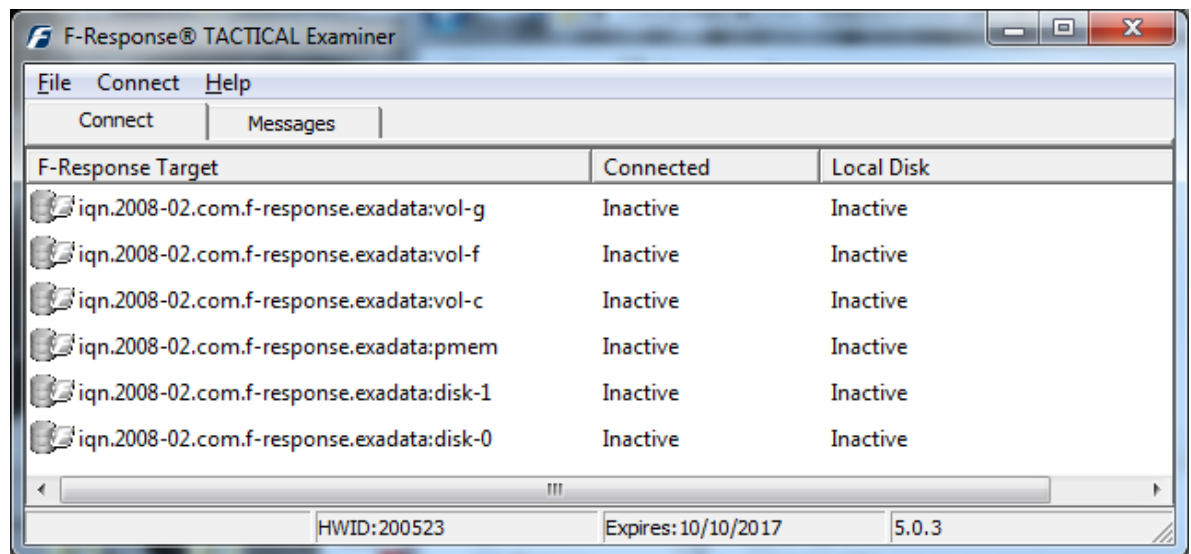 F-Response® TACTICAL Examiner
File Connect Help
Connect Messages
F-Response Target Connected Local Disk
iqn.2008-02.com.f-response.exadata:vol-g Inactive Inactive
iqn.2008-02.com.f-response.exadata:vol-f Inactive Inactive
iqn.2008-02.com.f-response.exadata:vol-c Inactive Inactive
iqn.2008-02.com.f-response.exadata:pmem Inactive Inactive
iqn.2008-02.com.f-response.exadata:disk-1 Inactive Inactive
iqn.2008-02.com.f-response.exadata:disk-0 Inactive Inactive
HWID:200523 Expires:10/10/2017 5.0.3